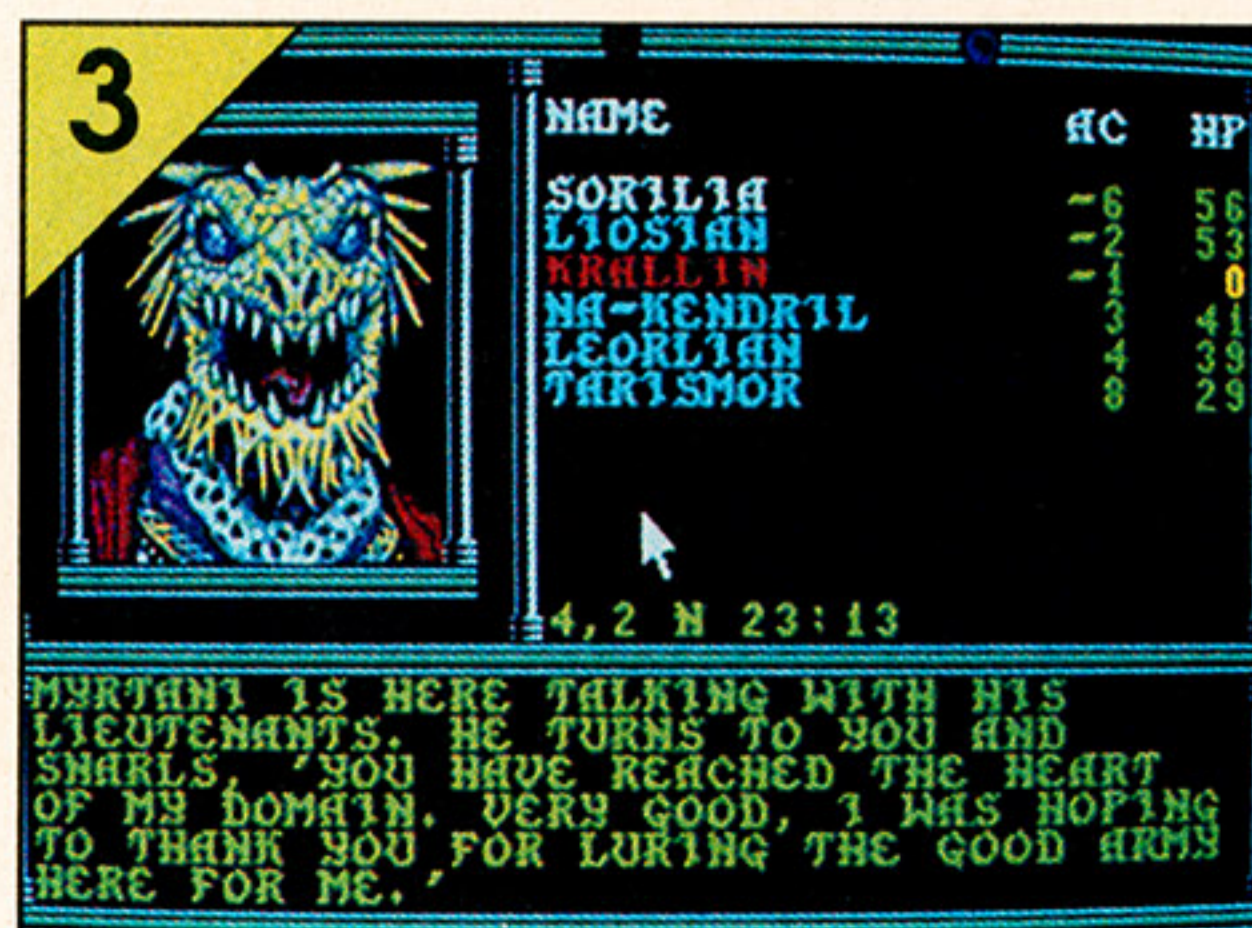 3
NAME AC HP
SORILIA -6 56
LIOSIAN -2 53
KRALLIN -1 0
NA-KENDRIL 3 41
LEORLIAN 4 39
TARISMOR 8 29
4,2 N 23:13
MYRTANI IS HERE TALKING WITH HIS
LIEUTENANTS. HE TURNS TO YOU AND
SNARLS, 'YOU HAVE REACHED THE HEART
OF MY DOMAIN. VERY GOOD, I WAS HOPING
TO THANK YOU FOR LURING THE GOOD ARMY
HERE FOR ME.'